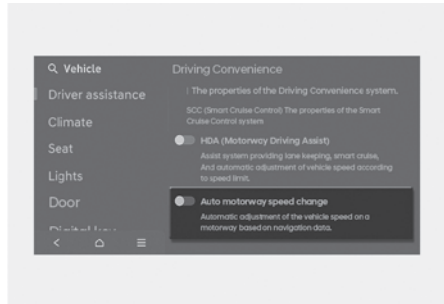 Vehicle
Driver assistance
Climate
Seat
Lights
Door
Digital key
Driving Convenience
The properties of the Driving Convenience system.
SCC (Smart Cruise Control) The properties of the Smart
Cruise Control system
HDA (Motorway Driving Assist)
Assist system providing lane keeping, smart cruise,
And automatic adjustment of vehicle speed according
to speed limit.
Auto motorway speed change
Automatic adjustment of the vehicle speed on a
motorway based on navigation data.